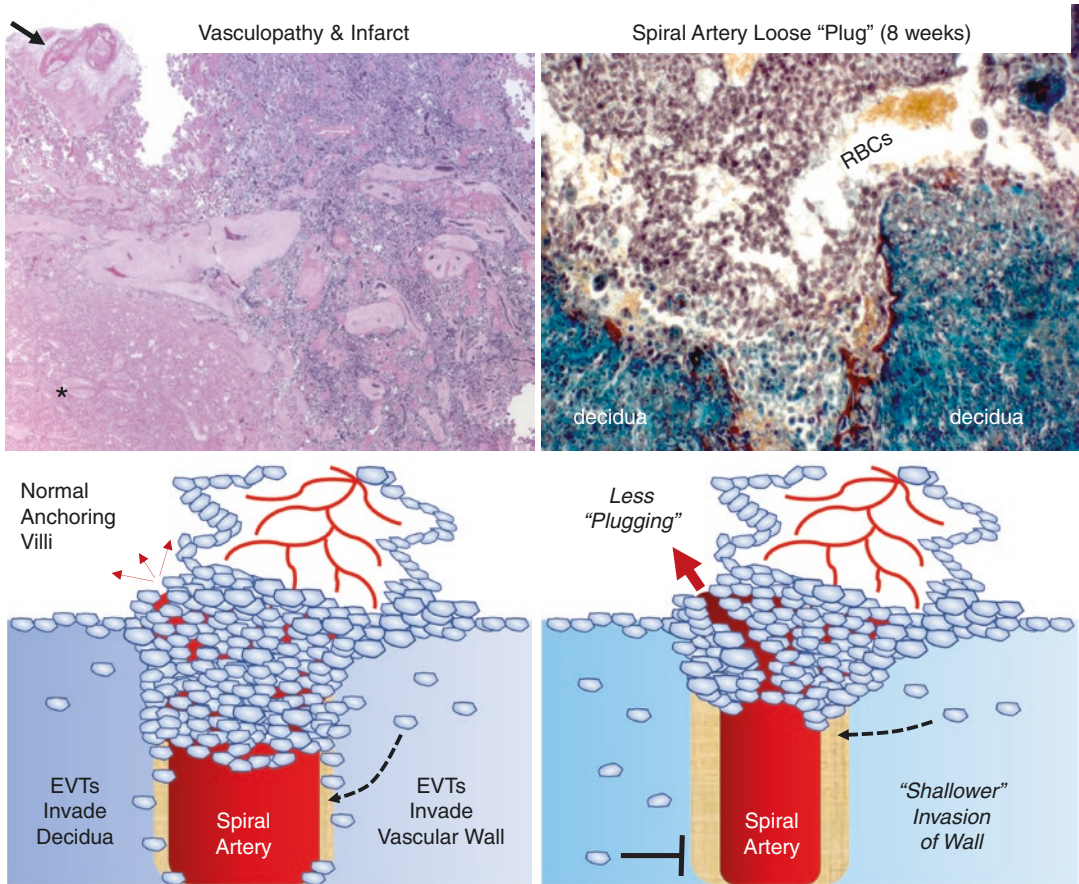 Vasculopathy & Infarct
Spiral Artery Loose “Plug” (8 weeks)
RBCs
*
decidua
decidua
Normal
Anchoring
Villi
EVTs
Invade
Decidua
Spiral
Artery
EVTs
Invade
Vascular Wall
Less
“Plugging”
Spiral
Artery
“Shallower”
Invasion
of Wall